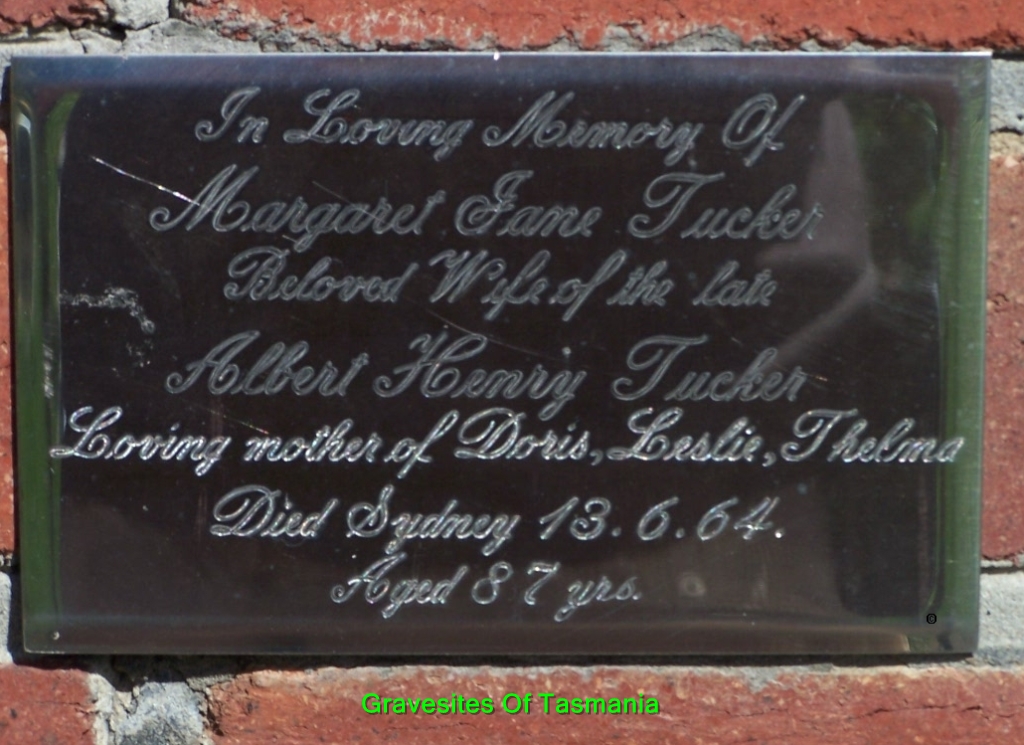 In Loving Memory Of
Margaret Jane Tucker
Beloved Wife of the late
Albert Henry Tucker
Loving mother of Doris, Leslie, Thelma
Died Sydney 13.6.64.
Aged 87 yrs.
Gravesites Of Tasmania